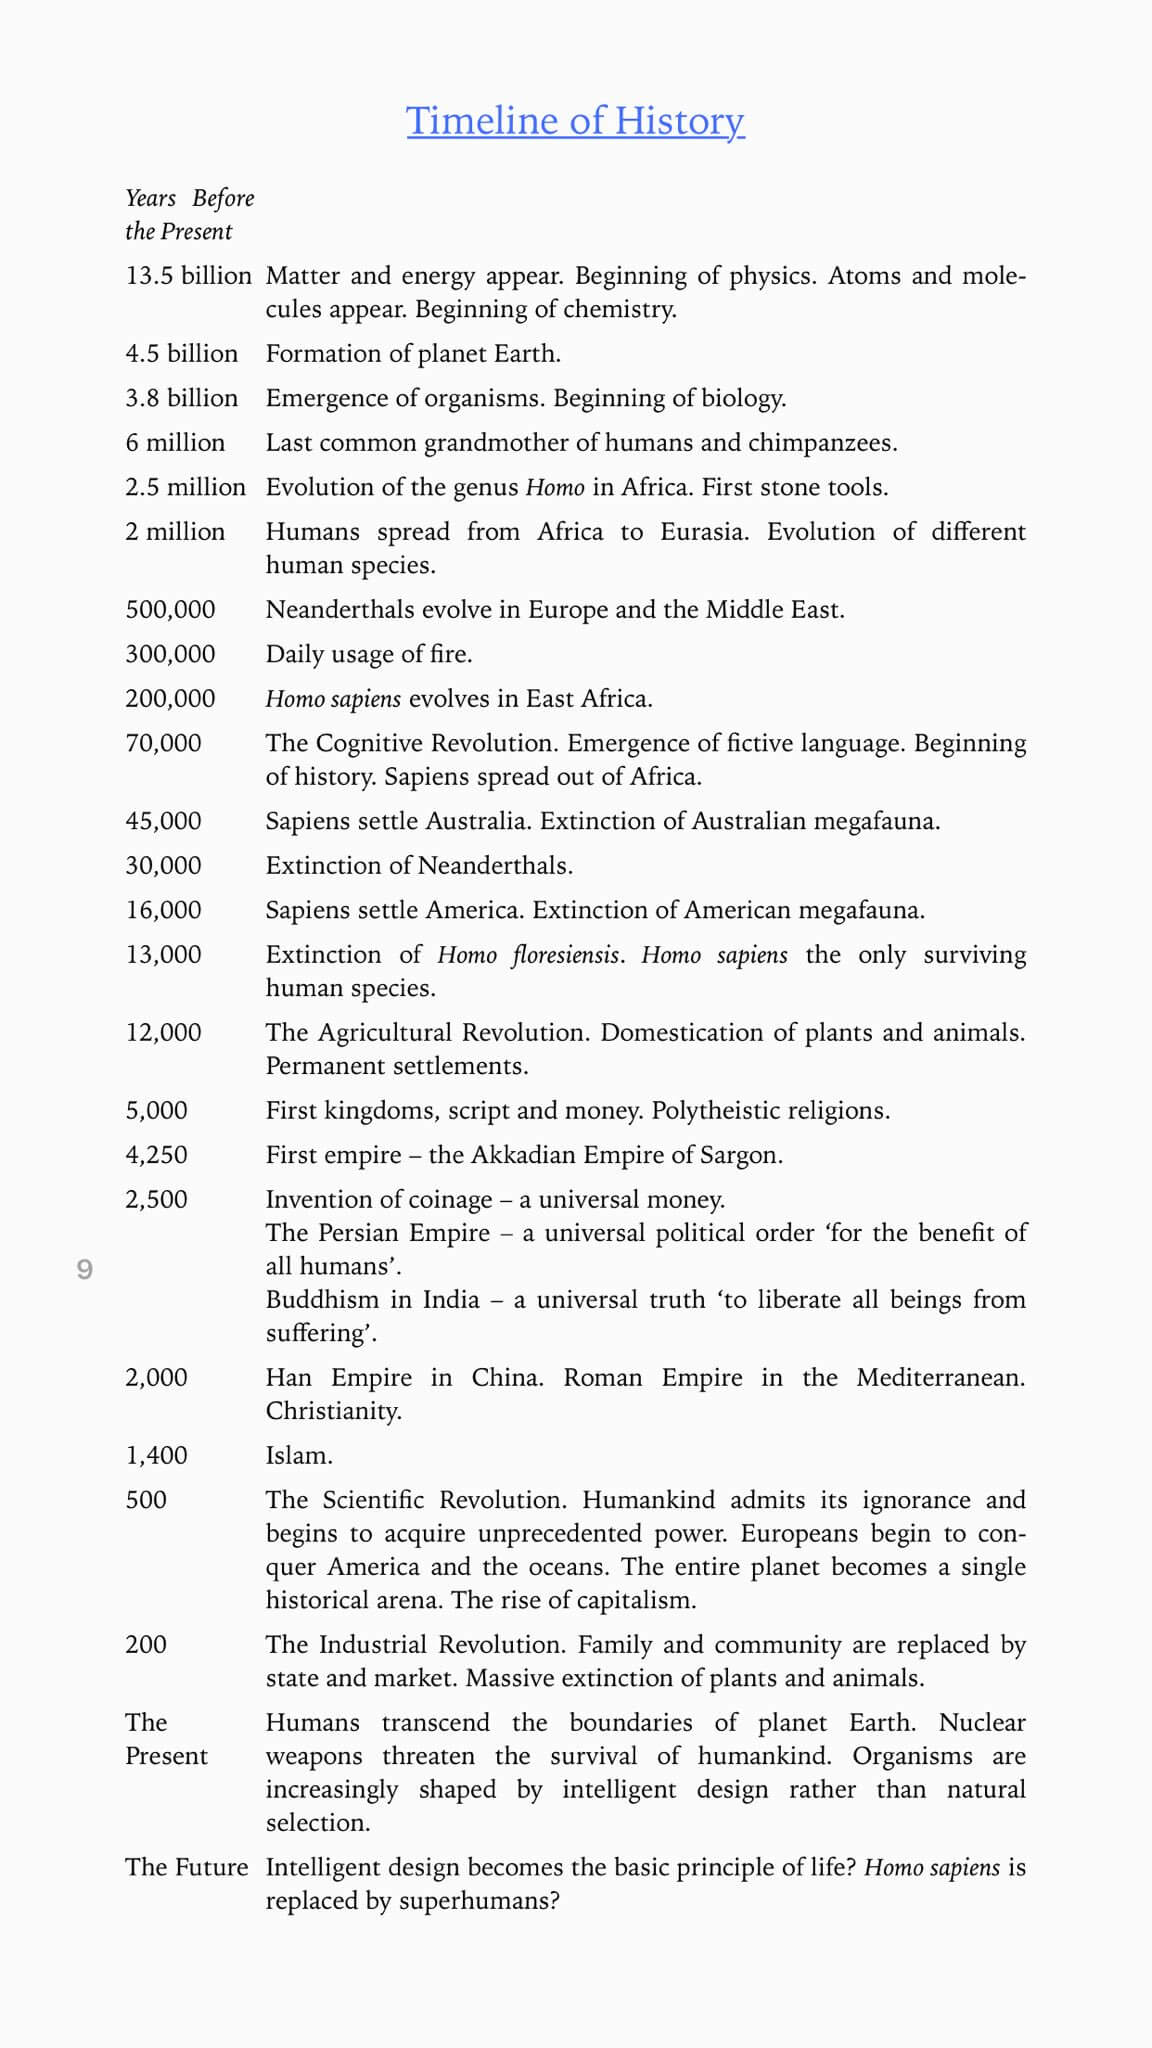 Timeline of History
Years Before
the Present
13.5 billion Matter and energy appear. Beginning of physics. Atoms and mole-
cules appear. Beginning of chemistry.
4.5 billion Formation of planet Earth.
3.8 billion Emergence of organisms. Beginning of biology.
6 million Last common grandmother of humans and chimpanzees.
2.5 million Evolution of the genus Homo in Africa. First stone tools.
2 million Humans spread from Africa to Eurasia. Evolution of different
human species.
500,000 Neanderthals evolve in Europe and the Middle East.
300,000 Daily usage of fire.
200,000 Homo sapiens evolves in East Africa.
70,000 The Cognitive Revolution. Emergence of fictive language. Beginning
of history. Sapiens spread out of Africa.
45,000 Sapiens settle Australia. Extinction of Australian megafauna.
30,000 Extinction of Neanderthals.
16,000 Sapiens settle America. Extinction of American megafauna.
13,000 Extinction of Homo floresiensis. Homo sapiens the only surviving
human species.
12,000 The Agricultural Revolution. Domestication of plants and animals.
Permanent settlements.
5,000 First kingdoms, script and money. Polytheistic religions.
4,250 First empire – the Akkadian Empire of Sargon.
2,500 Invention of coinage – a universal money.
The Persian Empire – a universal political order ‘for the benefit of
9 all humans’.
Buddhism in India – a universal truth ‘to liberate all beings from
suffering’.
2,000 Han Empire in China. Roman Empire in the Mediterranean.
Christianity.
1,400 Islam.
500 The Scientific Revolution. Humankind admits its ignorance and
begins to acquire unprecedented power. Europeans begin to con-
quer America and the oceans. The entire planet becomes a single
historical arena. The rise of capitalism.
200 The Industrial Revolution. Family and community are replaced by
state and market. Massive extinction of plants and animals.
The Humans transcend the boundaries of planet Earth. Nuclear
Present weapons threaten the survival of humankind. Organisms are
increasingly shaped by intelligent design rather than natural
selection.
The Future Intelligent design becomes the basic principle of life? Homo sapiens is
replaced by superhumans?